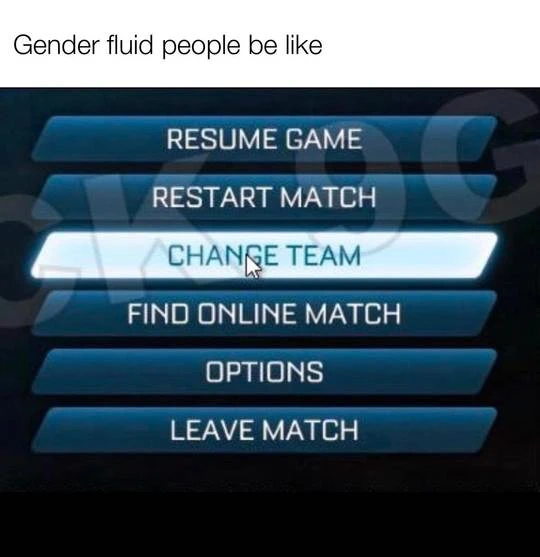 Gender fluid people be like
RESUME GAME
RESTART MATCH
CHANGE TEAM
FIND ONLINE MATCH
OPTIONS
LEAVE MATCH